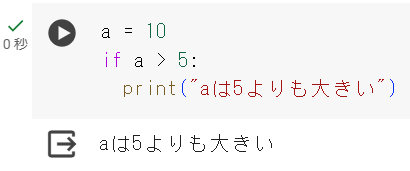 a = 10
0 秒
if a > 5:
  print("aは5よりも大きい")
aは5よりも大きい